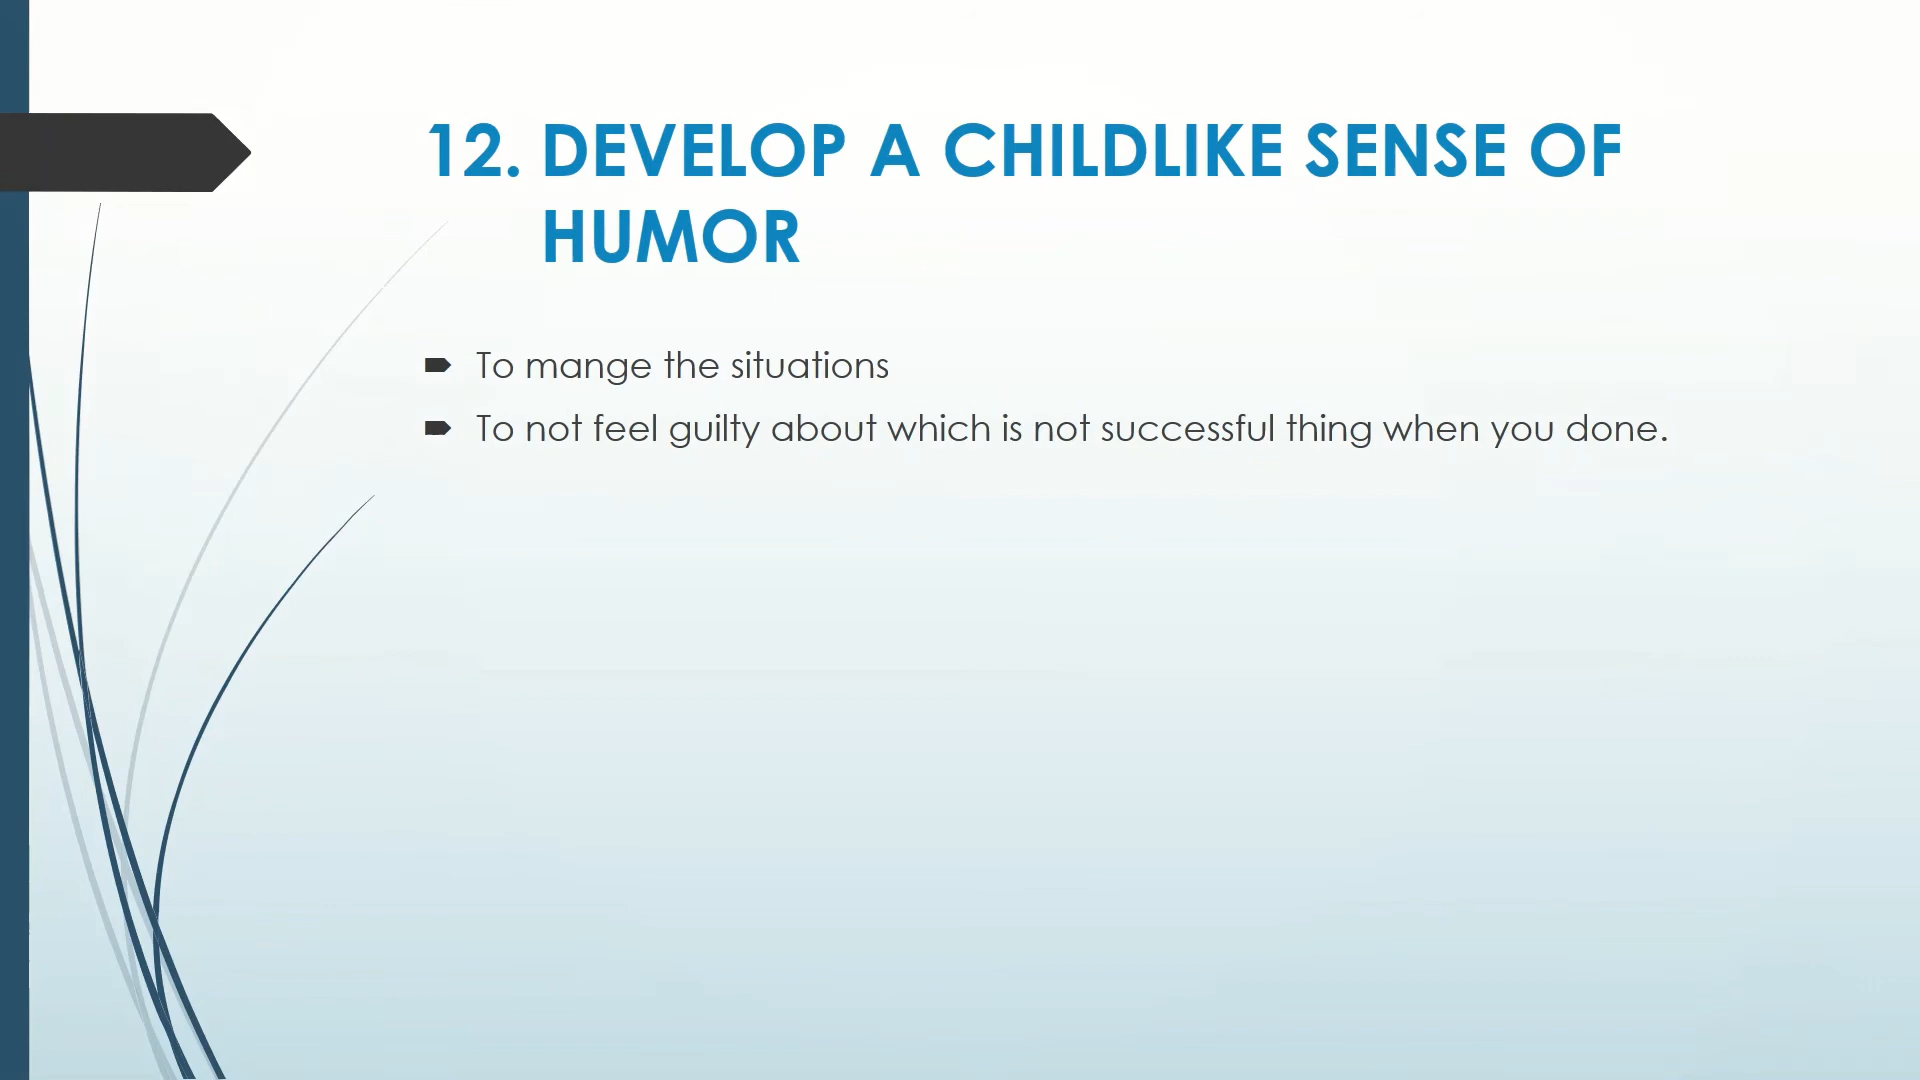 12. DEVELOP A CHILDLIKE SENSE OF
HUMOR
To mange the situations
To not feel guilty about which is not successful thing when you done.